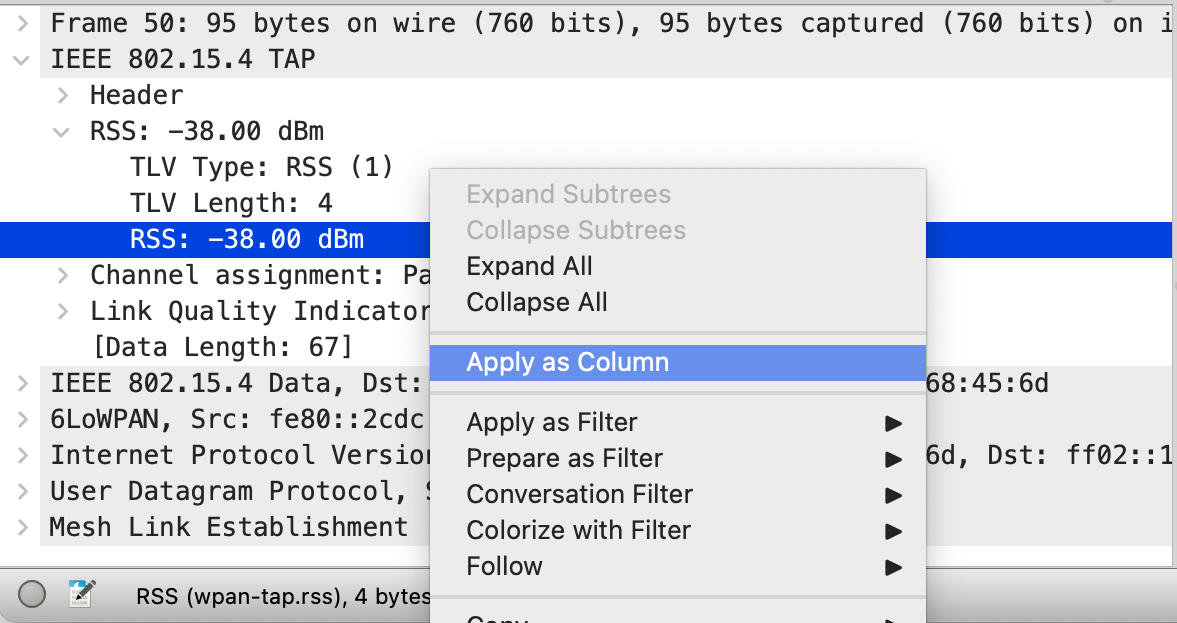 Frame 50: 95 bytes on wire (760 bits), 95 bytes captured (760 bits) on i
IEEE 802.15.4 TAP
Header
RSS: -38.00 dBm
TLV Type: RSS (1)
TLV Length: 4
RSS: -38.00 dBm
Channel assignment: Pa
Link Quality Indicator
[Data Length: 67]
IEEE 802.15.4 Data, Dst: 68:45:6d
6LoWPAN, Src: fe80::2cdc
Internet Protocol Version 6d, Dst: ff02::1
User Datagram Protocol, S
Mesh Link Establishment
Expand Subtrees
Collapse Subtrees
Expand All
Collapse All
Apply as Column
Apply as Filter
Prepare as Filter
Conversation Filter
Colorize with Filter
Follow
Copy
RSS (wpan-tap.rss), 4 bytes